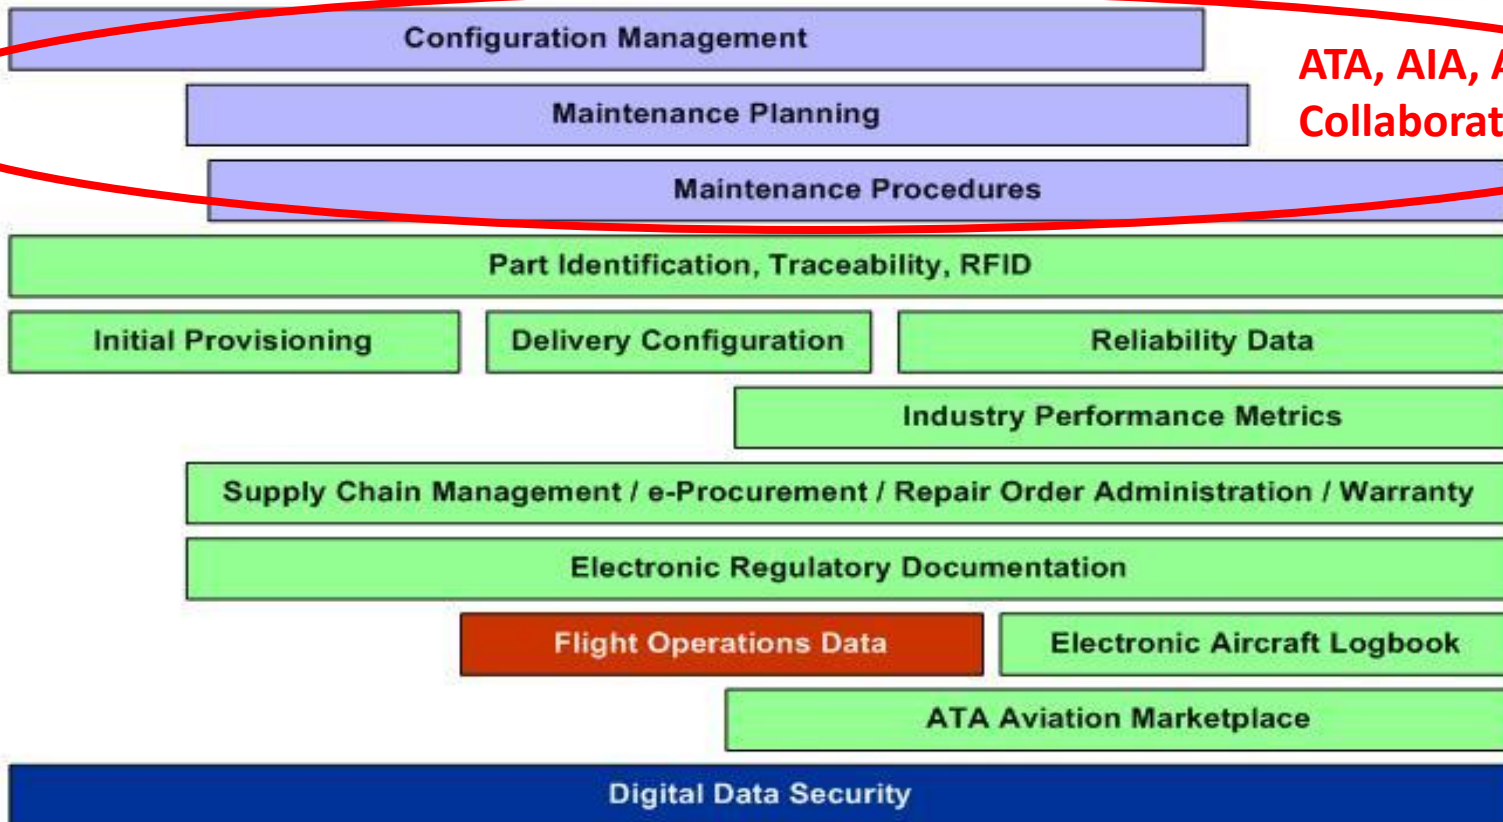 Configuration Management
ATA, AIA, A
Maintenance Planning
Collaborat
Maintenance Procedures
Part Identification, Traceability, RFID
Initial Provisioning
Delivery Configuration
Reliability Data
Industry Performance Metrics
Supply Chain Management / e-Procurement / Repair Order Administration / Warranty
Electronic Regulatory Documentation
Flight Operations Data
Electronic Aircraft Logbook
ATA Aviation Marketplace
Digital Data Security